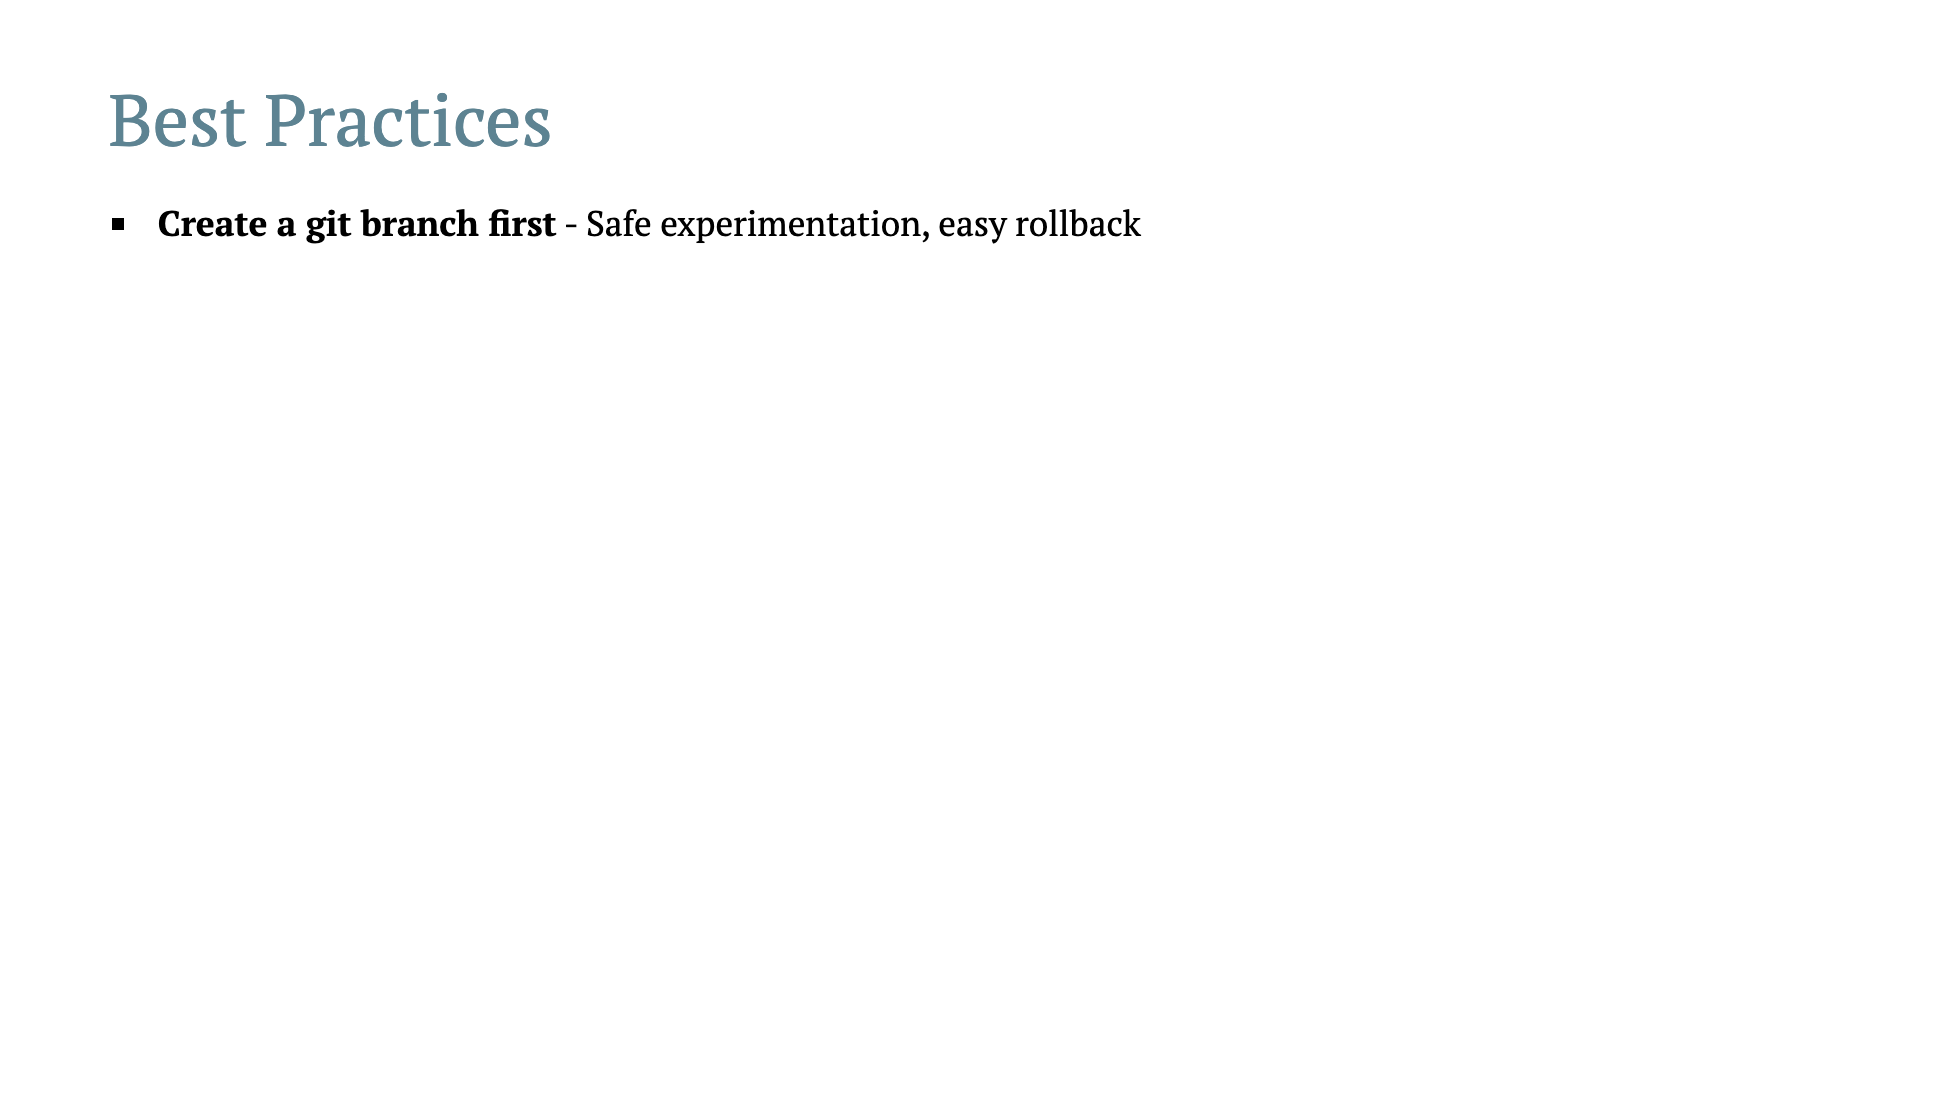 Best Practices
▪ Create a git branch first - Safe experimentation, easy rollback